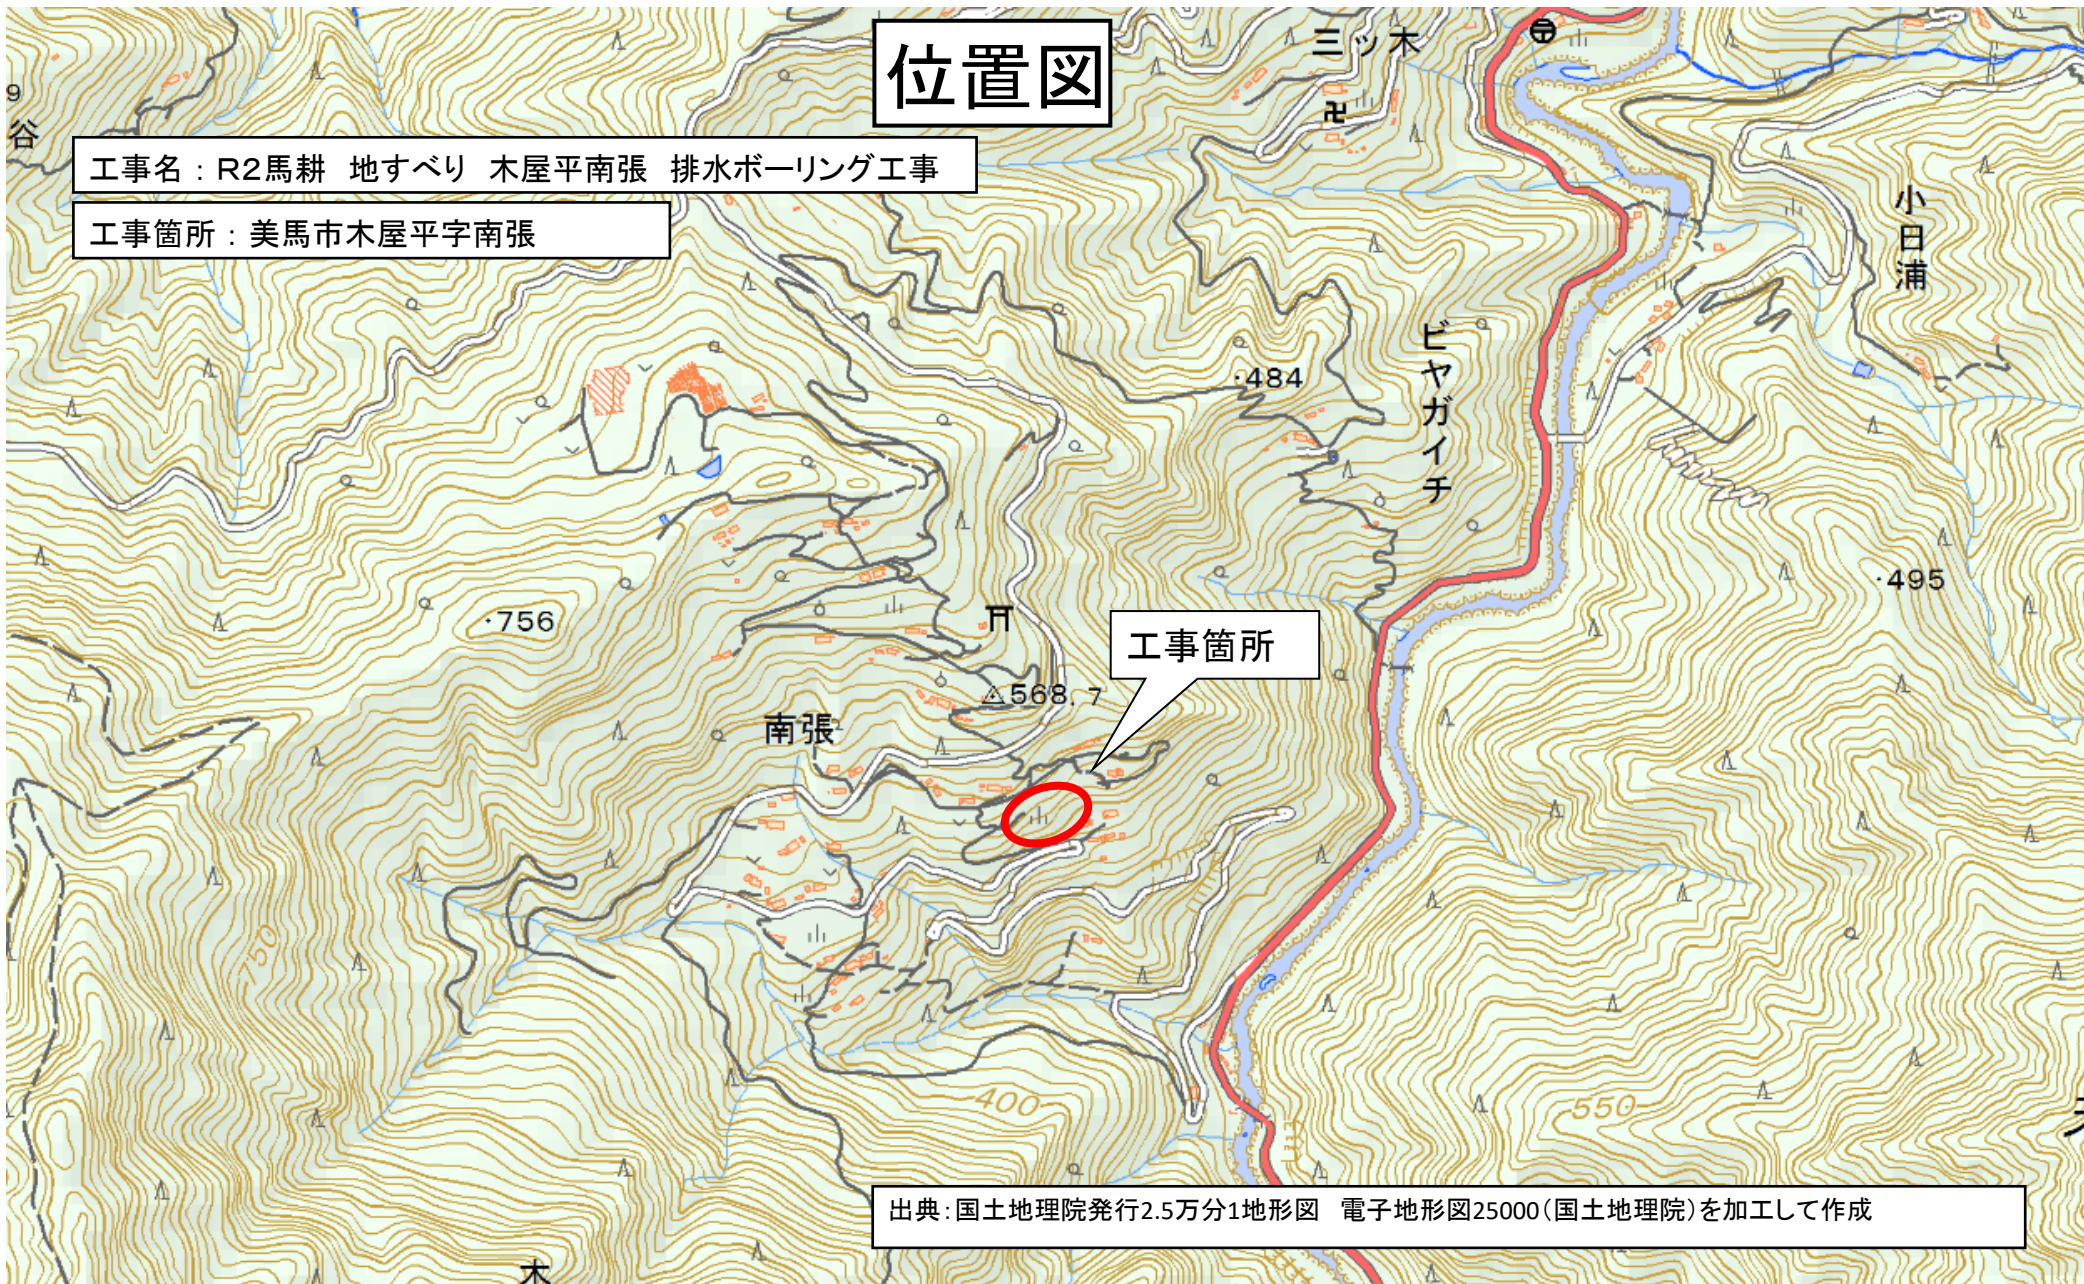 位置図
三ッ木
9
谷
工事名：R2馬耕　地すべり　木屋平南張　排水ボーリング工事
工事箇所：美馬市木屋平字南張
小日浦
ビヤガイチ
・484
・495
・756
工事箇所
568.7
南張
750
400
550
出典：国土地理院発行2.5万分1地形図　電子地形図25000（国土地理院）を加工して作成
木